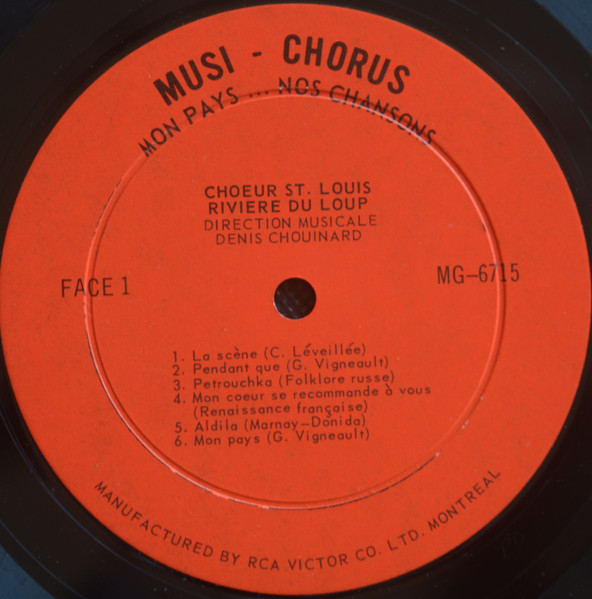 MUSI - CHORUS
MON PAYS ... NOS CHANSONS
CHOEUR ST. LOUIS
RIVIERE DU LOUP
DIRECTION MUSICALE
DENIS CHOUINARD
FACE 1
MG-6715
1. La scène (C. Léveillée)
2. Pendant que (G. Vigneault)
3. Petrouchka (Folklore russe)
4. Mon coeur se recommande à vous
(Renaissance française)
5. Aldila (Marnay-Donida)
6. Mon pays (G. Vigneault)
MANUFACTURED BY RCA VICTOR CO. LTD. MONTREAL